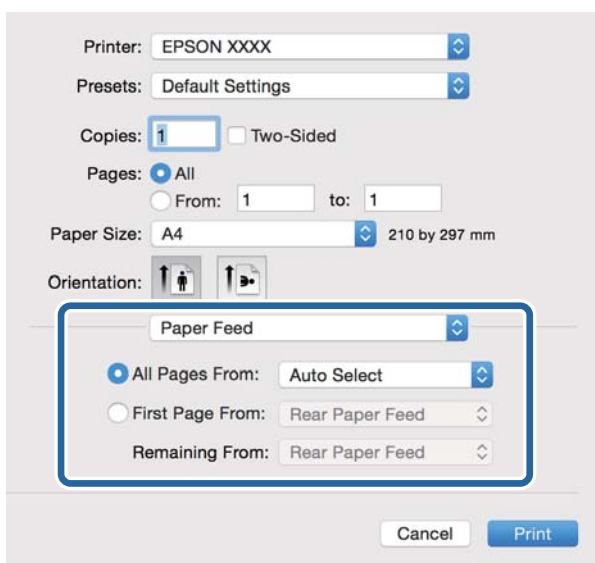 Printer: EPSON XXXX
Presets: Default Settings
Copies: 1 Two-Sided
Pages: All
From: 1 to: 1
Paper Size: A4 210 by 297 mm
Orientation:
Paper Feed
All Pages From: Auto Select
First Page From: Rear Paper Feed
Remaining From: Rear Paper Feed
Cancel Print